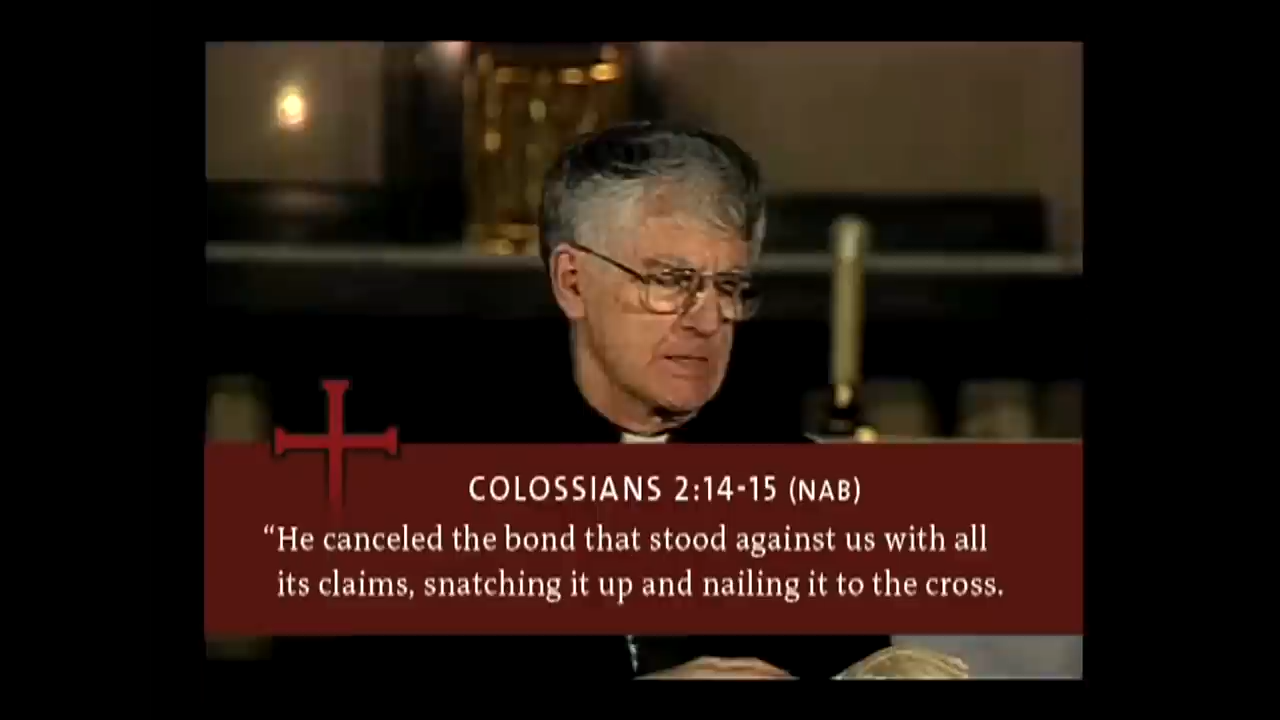 COLOSSIANS 2:14-15 (NAB)
“He canceled the bond that stood against us with all
its claims, snatching it up and nailing it to the cross.